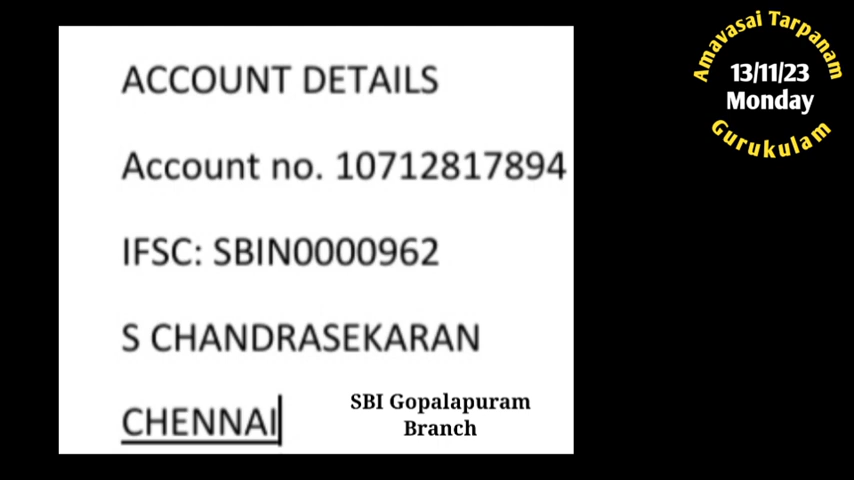 ACCOUNT DETAILS
Account no. 10712817894
IFSC: SBIN0000962
S CHANDRASEKARAN
CHENNAI
SBI Gopalapuram
Branch
Amavasai Tarpanam
13/11/23
Monday
Gurukulam